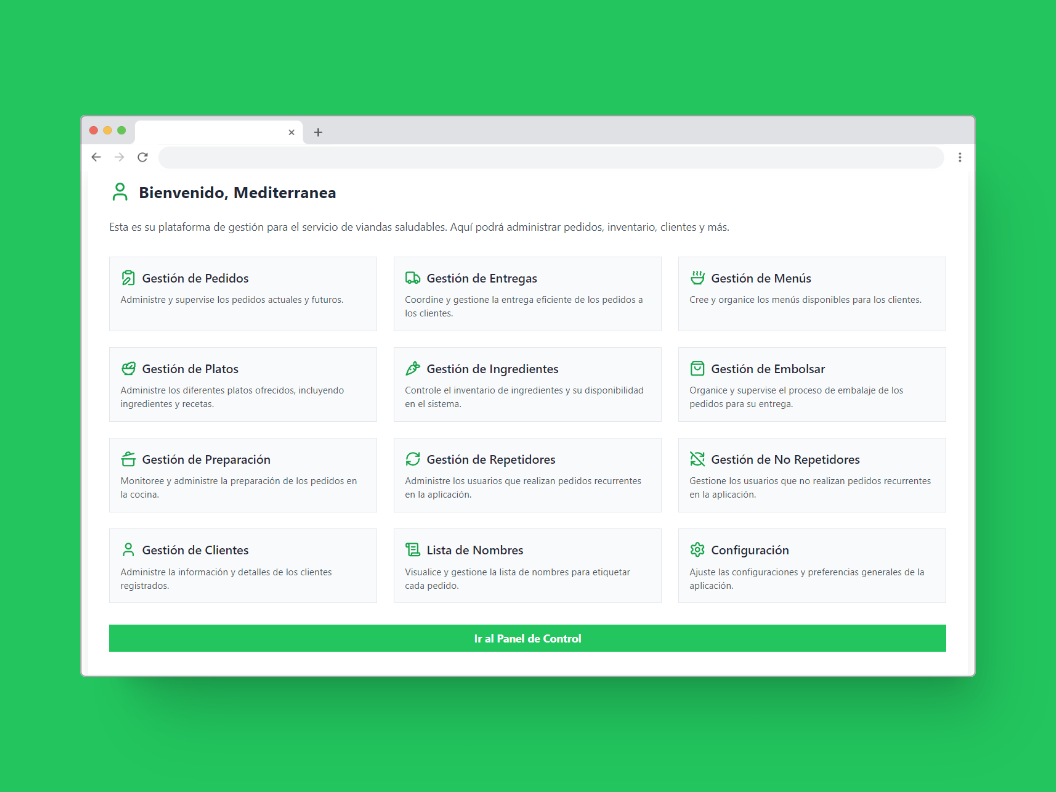 Bienvenido, Mediterranea
Esta es su plataforma de gestión para el servicio de viandas saludables. Aquí podrá administrar pedidos, inventario, clientes y más.
Gestión de Pedidos
Administre y supervise los pedidos actuales y futuros.
Gestión de Entregas
Coordine y gestione la entrega eficiente de los pedidos a
los clientes.
Gestión de Menús
Cree y organice los menús disponibles para los clientes.
Gestión de Platos
Administre los diferentes platos ofrecidos, incluyendo
ingredientes y recetas.
Gestión de Ingredientes
Controle el inventario de ingredientes y su disponibilidad
en el sistema.
Gestión de Embolsar
Organice y supervise el proceso de embalaje de los
pedidos para su entrega.
Gestión de Preparación
Monitoree y administre la preparación de los pedidos en
la cocina.
Gestión de Repetidores
Administre los usuarios que realizan pedidos recurrentes
en la aplicación.
Gestión de No Repetidores
Gestione los usuarios que no realizan pedidos recurrentes
en la aplicación.
Gestión de Clientes
Administre la información y detalles de los clientes
registrados.
Lista de Nombres
Visualice y gestione la lista de nombres para etiquetar
cada pedido.
Configuración
Ajuste las configuraciones y preferencias generales de la
aplicación.
Ir al Panel de Control